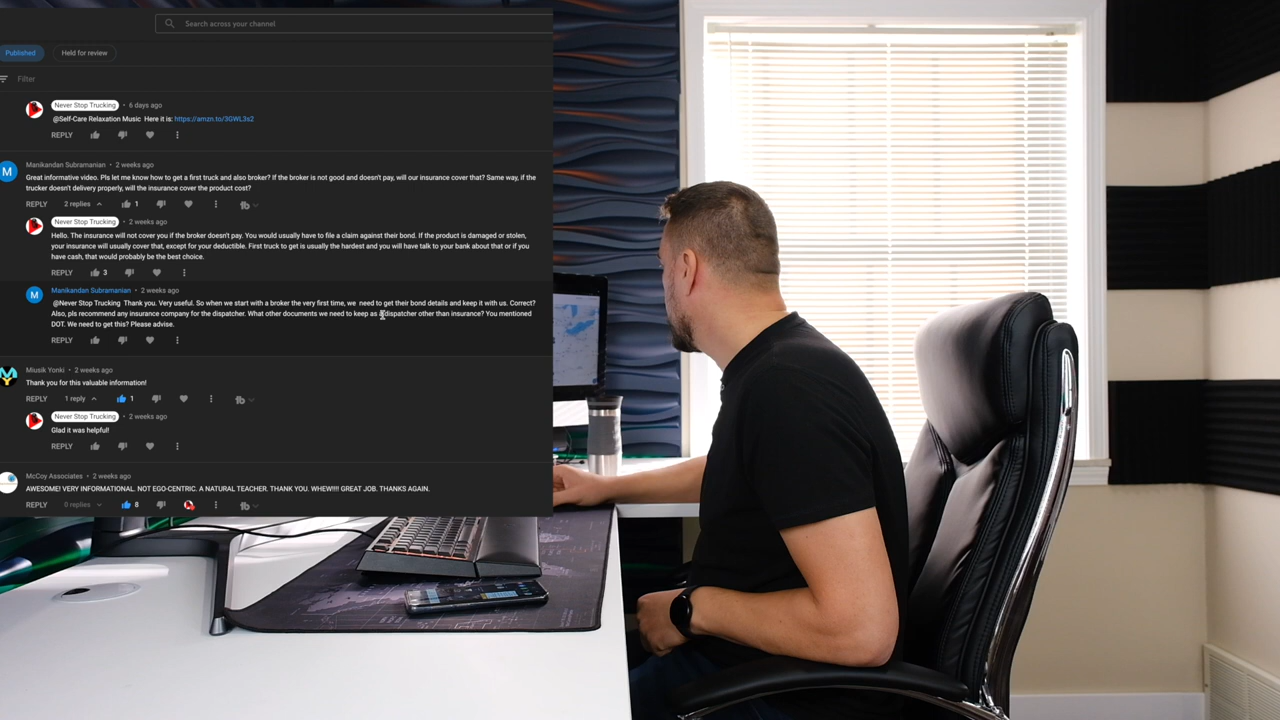 Search across your channel
Published
Held for review
Filter
Never Stop Trucking • 6 days ago
@Self-Care Relaxation Music Here it is: https://amzn.to/3GWL3s2
REPLY
Manikandan Subramanian • 2 weeks ago
Great informative video. Pls let me know how to get a first truck and also broker? If the broker don't pay, will our insurance cover that? Same way, if the
trucker doesn't delivery properly, will the insurance cover the product cost?
REPLY 2 replies 1
Never Stop Trucking • 2 weeks ago
Hello. The insurance will not cover you if the broker doesn't pay. You would usually have to file a claim against their bond. If the product is damaged, then
your insurance will usually cover that, except for your deductible. First truck to get is usually the hardest and you will have talk to your bank about that or if you
have cash, that would probably be the best choice.
REPLY 3
Manikandan Subramanian • 2 weeks ago
@Never Stop Trucking Thank you. Very useful. So when we start with a broker the very first thing we need to get their bond details and keep it with us. Correct?
Also, pls recommend any insurance company for the dispatcher. What other documents we need to keep as dispatcher other than insurance? You mentioned
DOT. We need to get this? Please advise.
REPLY
Miusik Yonki • 2 weeks ago
Thank you for this valuable information!
REPLY 1 reply 1
Never Stop Trucking • 2 weeks ago
Glad it was helpful!
REPLY
McCoy Associates • 2 weeks ago
AWESOME! VERY INFORMATIONAL. NOT EGO-CENTRIC. A NATURAL TEACHER. THANK YOU. WHEW!!!! GREAT JOB. THANKS AGAIN.
REPLY 0 replies 8